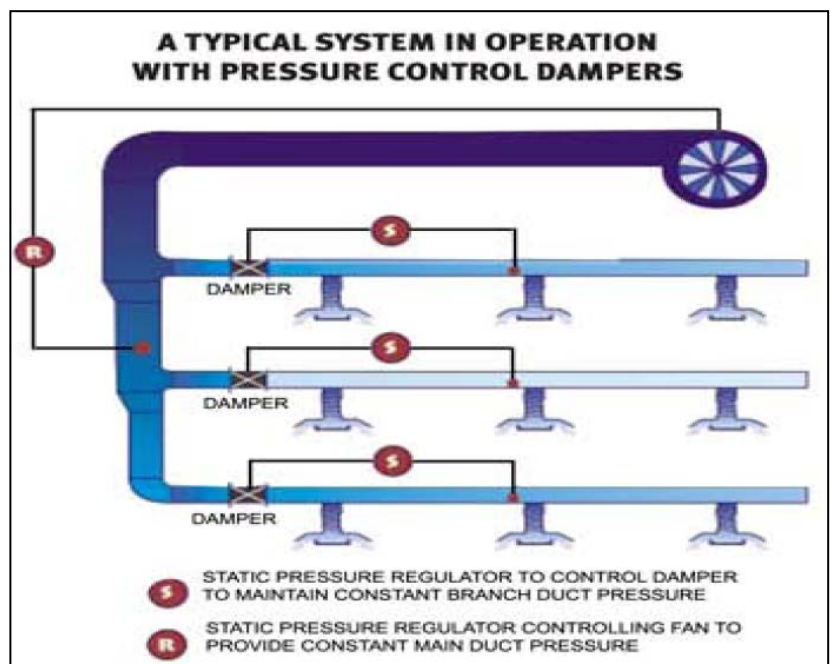 A TYPICAL SYSTEM IN OPERATION
WITH PRESSURE CONTROL DAMPERS
S
R
DAMPER
S
DAMPER
S
DAMPER
S STATIC PRESSURE REGULATOR TO CONTROL DAMPER
TO MAINTAIN CONSTANT BRANCH DUCT PRESSURE
R STATIC PRESSURE REGULATOR CONTROLLING FAN TO
PROVIDE CONSTANT MAIN DUCT PRESSURE